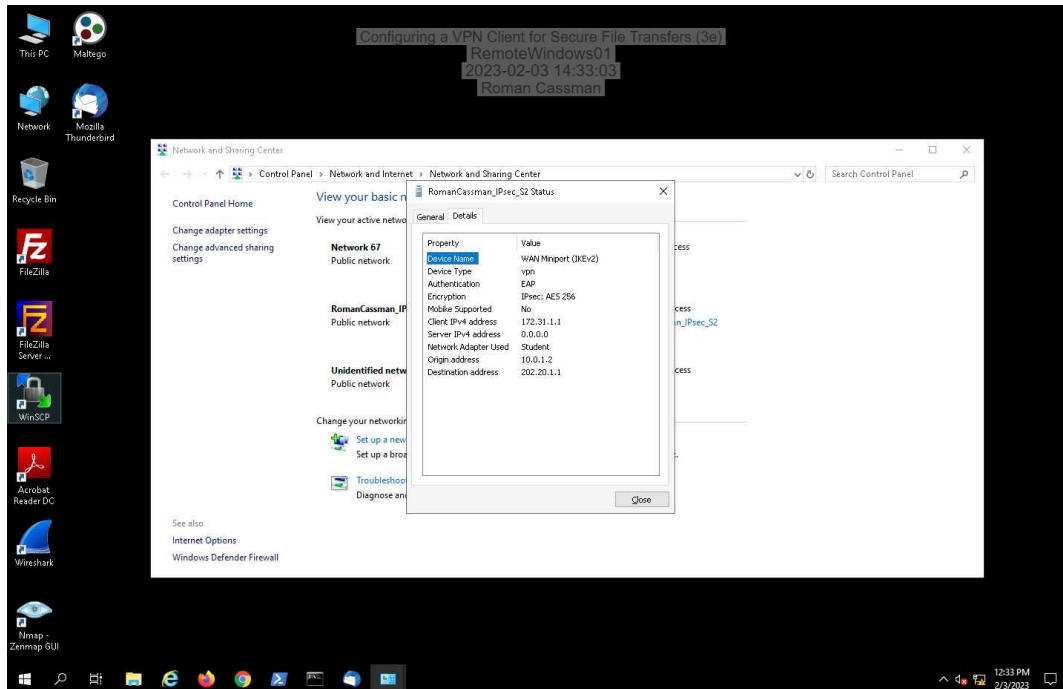 Configuring a VPN Client for Secure File Transfers (3e)
RemoteWindows01
2023-02-03 14:33:03
Roman Cassman
This PC
Maltego
Network
Mozilla
Thunderbird
Recycle Bin
FileZilla
FileZilla
Server ...
WinSCP
Acrobat
Reader DC
Wireshark
Nmap -
Zenmap GUI
Network and Sharing Center
Control Panel > Network and Internet > Network and Sharing Center
Search Control Panel
Control Panel Home
Change adapter settings
Change advanced sharing
settings
See also
Internet Options
Windows Defender Firewall
View your basic n
View your active netwo
Network 67
Public network
cess
RomanCassman_IP
Public network
cess
n_IPsec_S2
Unidentified netw
Public network
cess
Change your networkin
Set up a new
Set up a broa
Troubleshoo
Diagnose and
RomanCassman_IPsec_S2 Status
General Details
Property Value
Device Name WAN Miniport (IKEv2)
Device Type vpn
Authentication EAP
Encryption IPsec: AES 256
Mobike Supported No
Client IPv4 address 172.31.1.1
Server IPv4 address 0.0.0.0
Network Adapter Used Student
Origin address 10.0.1.2
Destination address 202.20.1.1
Close
12:33 PM
2/3/2023